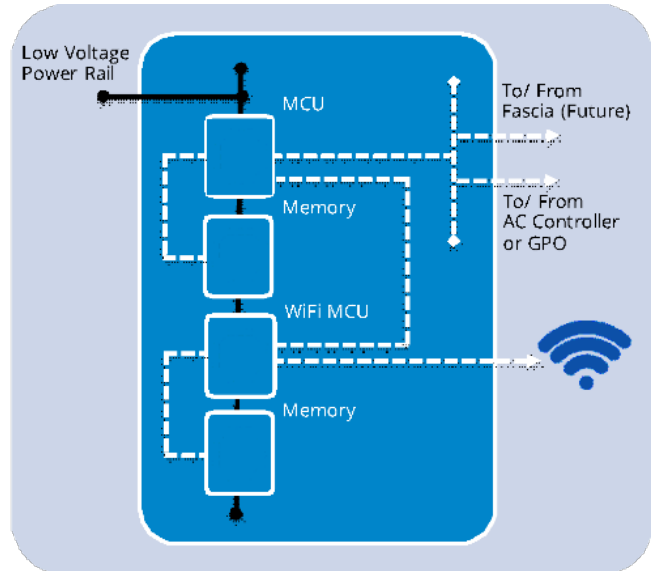 Low Voltage
Power Rail
MCU
To/ From
Fascia (Future)
Memory
To/ From
AC Controller
or GPO
WiFi MCU
Memory